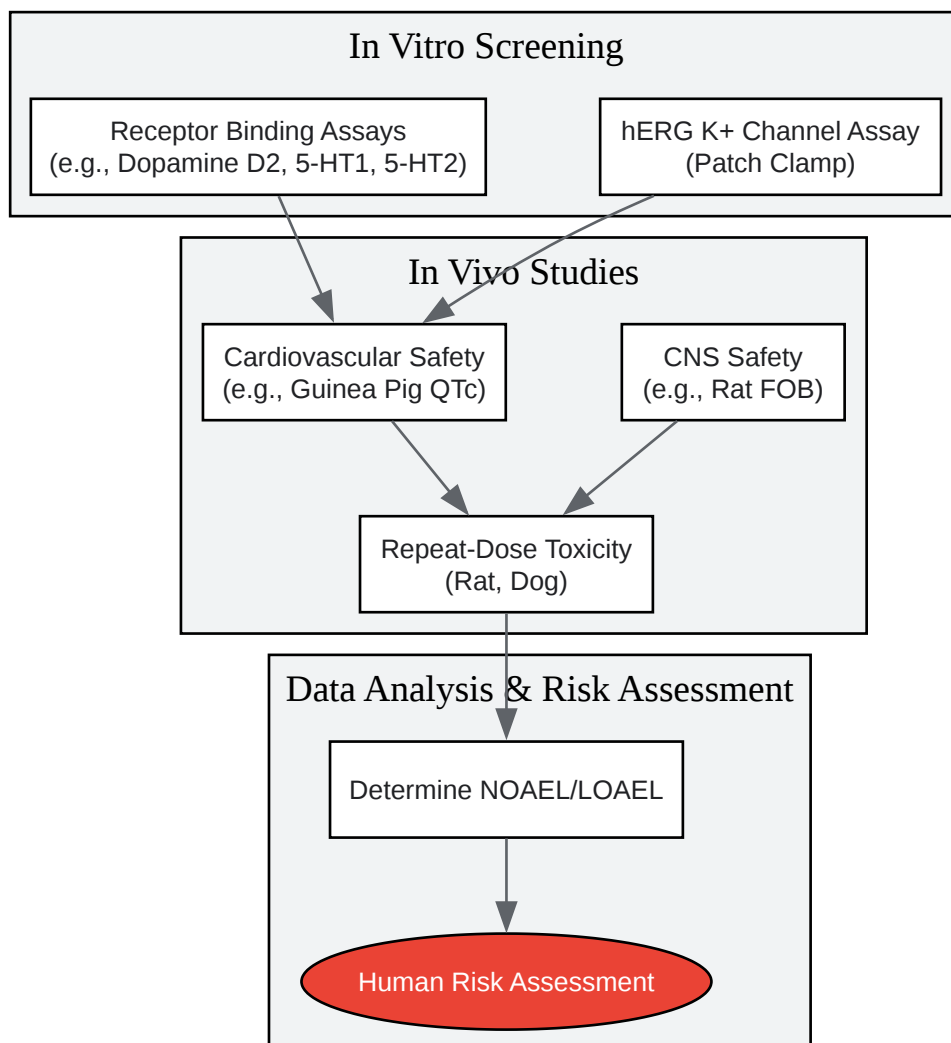 In Vitro Screening
Receptor Binding Assays
(e.g., Dopamine D2, 5-HT1, 5-HT2)
hERG K+ Channel Assay
(Patch Clamp)
In Vivo Studies
Cardiovascular Safety
(e.g., Guinea Pig QTc)
CNS Safety
(e.g., Rat FOB)
Repeat-Dose Toxicity
(Rat, Dog)
Data Analysis & Risk Assessment
Determine NOAEL/LOAEL
Human Risk Assessment